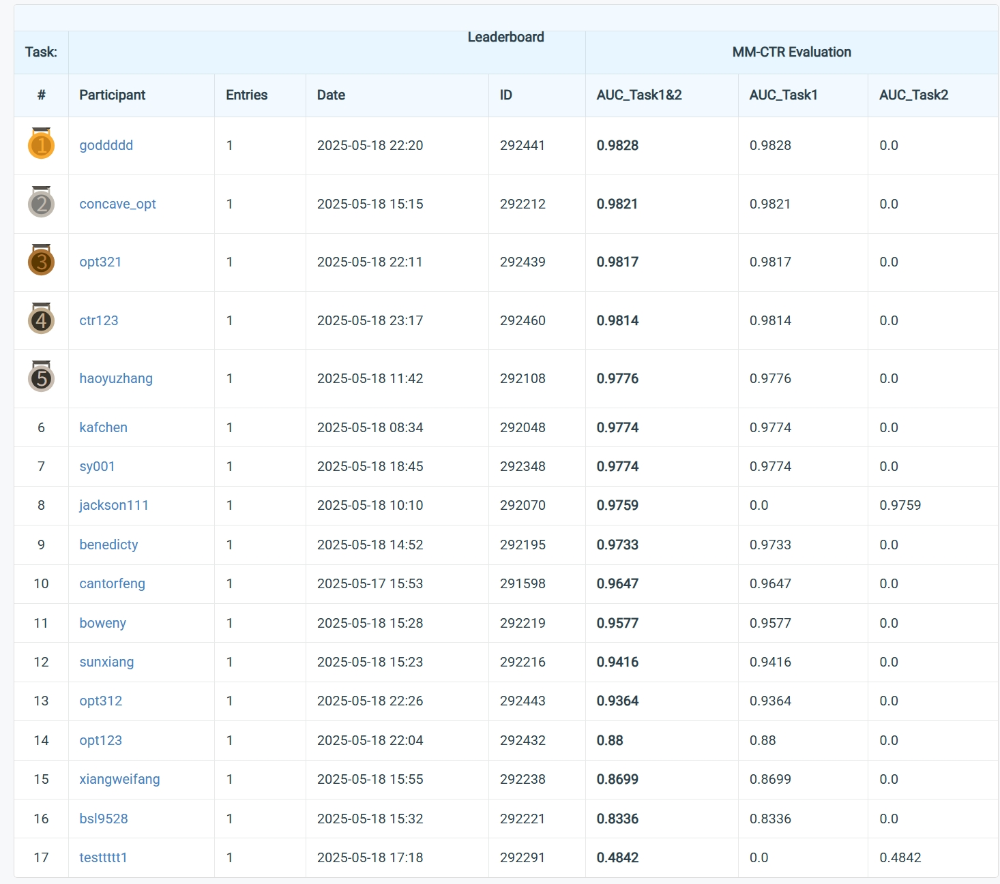 Leaderboard
Task: MM-CTR Evaluation
# Participant Entries Date ID AUC_Task1&2 AUC_Task1 AUC_Task2
1 goddddd 1 2025-05-18 22:20 292441 0.9828 0.9828 0.0
2 concave_opt 1 2025-05-18 15:15 292212 0.9821 0.9821 0.0
3 opt321 1 2025-05-18 22:11 292439 0.9817 0.9817 0.0
4 ctr123 1 2025-05-18 23:17 292460 0.9814 0.9814 0.0
5 haoyuzhang 1 2025-05-18 11:42 292108 0.9776 0.9776 0.0
6 kafchen 1 2025-05-18 08:34 292048 0.9774 0.9774 0.0
7 sy001 1 2025-05-18 18:45 292348 0.9774 0.9774 0.0
8 jackson111 1 2025-05-18 10:10 292070 0.9759 0.0 0.9759
9 benedicty 1 2025-05-18 14:52 292195 0.9733 0.9733 0.0
10 cantorfeng 1 2025-05-17 15:53 291598 0.9647 0.9647 0.0
11 boweny 1 2025-05-18 15:28 292219 0.9577 0.9577 0.0
12 sunxiang 1 2025-05-18 15:23 292216 0.9416 0.9416 0.0
13 opt312 1 2025-05-18 22:26 292443 0.9364 0.9364 0.0
14 opt123 1 2025-05-18 22:04 292432 0.88 0.88 0.0
15 xiangweifang 1 2025-05-18 15:55 292238 0.8699 0.8699 0.0
16 bsl9528 1 2025-05-18 15:32 292221 0.8336 0.8336 0.0
17 testtttt1 1 2025-05-18 17:18 292291 0.4842 0.0 0.4842